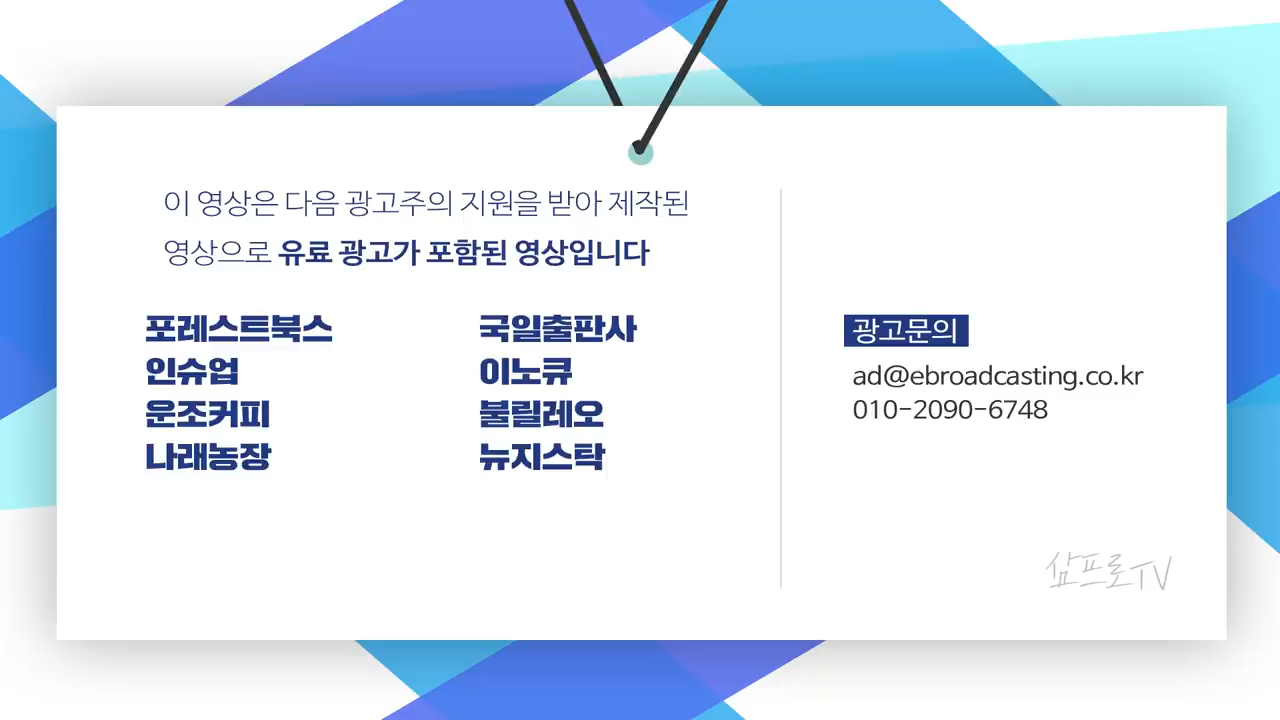 이 영상은 다음 광고주의 지원을 받아 제작된
영상으로 유료 광고가 포함된 영상입니다
포레스트북스
인슈업
운조커피
나래농장
국일출판사
이노큐
불릴레오
뉴지스탁
광고문의
ad@ebroadcasting.co.kr
010-2090-6748
삼프로TV